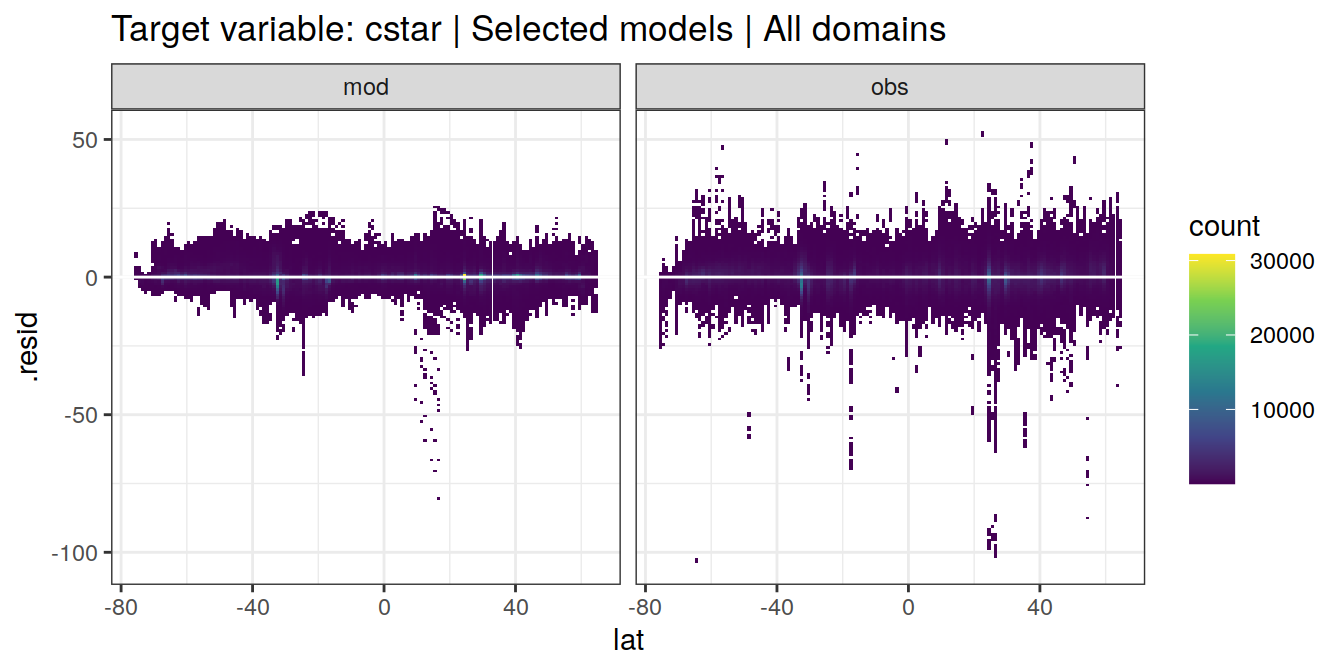 Target variable: cstar | Selected models | All domains
mod
obs
50
0
-50
-100
.resid
-80
-40
0
40
-80
-40
0
40
lat
count
30000
20000
10000